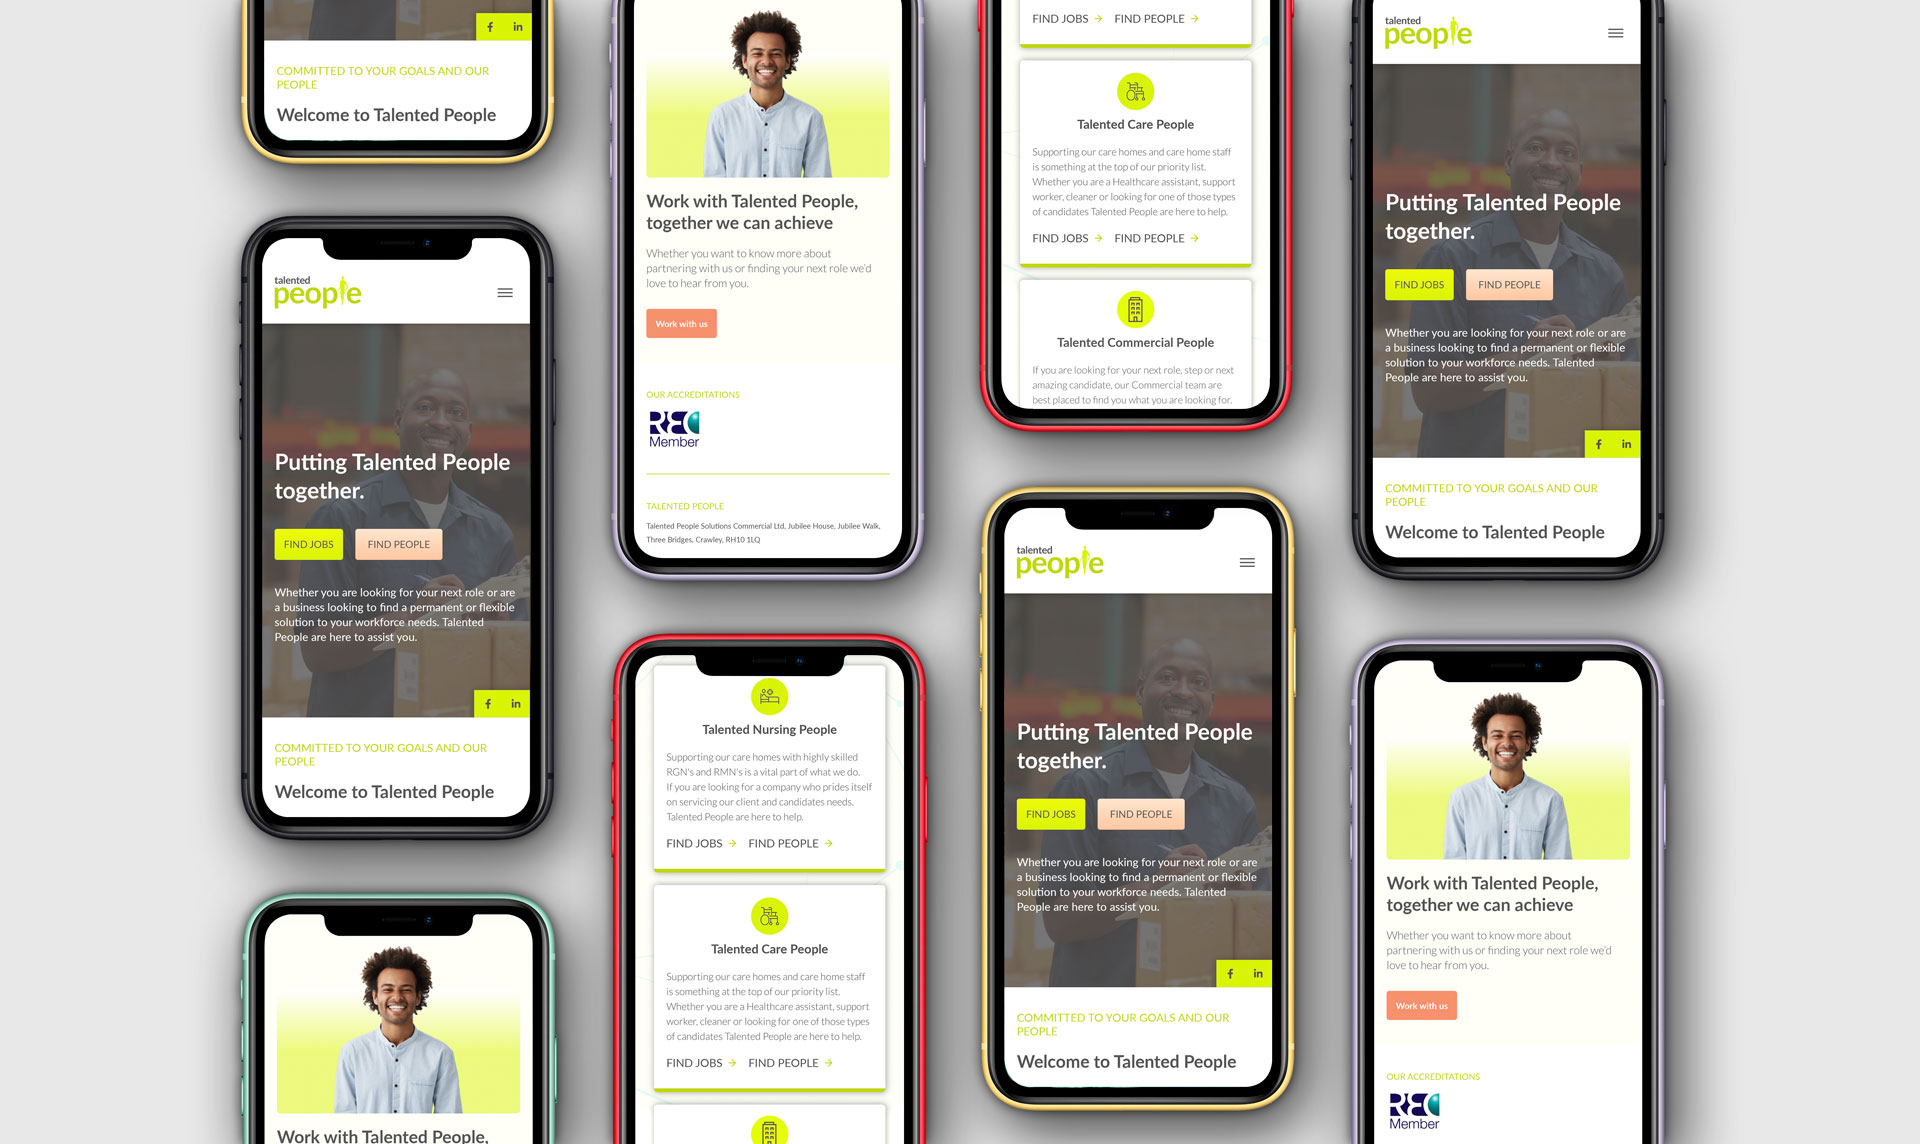 COMMITTED TO YOUR GOALS AND OUR
PEOPLE
Welcome to Talented People
talented
people
Putting Talented People
together.
FIND JOBS FIND PEOPLE
Whether you are looking for your next role or are
a business looking to find a permanent or flexible
solution to your workforce needs. Talented
People are here to assist you.
f in
COMMITTED TO YOUR GOALS AND OUR
PEOPLE
Welcome to Talented People
Work with Talented People,
Work with Talented People,
together we can achieve
Whether you want to know more about
partnering with us or finding your next role we'd
love to hear from you.
Work with us
OUR ACCREDITATIONS
REC
Member
TALENTED PEOPLE
Talented People Solutions Commercial Ltd, Jubilee House, Jubilee Walk,
Three Bridges, Crawley, RH10 1LQ
Talented Nursing People
Supporting our care homes with highly skilled
RGN's and RMN's is a vital part of what we do.
If you are looking for a company who prides itself
on servicing our client and candidates needs.
Talented People are here to help.
FIND JOBS → FIND PEOPLE →
Talented Care People
Supporting our care homes and care home staff
is something at the top of our priority list.
Whether you are a Healthcare assistant, support
worker, cleaner or looking for one of those types
of candidates Talented People are here to help.
FIND JOBS → FIND PEOPLE →
FIND JOBS → FIND PEOPLE →
Talented Care People
Supporting our care homes and care home staff
is something at the top of our priority list.
Whether you are a Healthcare assistant, support
worker, cleaner or looking for one of those types
of candidates Talented People are here to help.
FIND JOBS → FIND PEOPLE →
Talented Commercial People
If you are looking for your next role, step or next
amazing candidate, our Commercial team are
best placed to find you what you are looking for.
talented
people
Putting Talented People
together.
FIND JOBS FIND PEOPLE
Whether you are looking for your next role or are
a business looking to find a permanent or flexible
solution to your workforce needs. Talented
People are here to assist you.
f in
COMMITTED TO YOUR GOALS AND OUR
PEOPLE
Welcome to Talented People
talented
people
Putting Talented People
together.
FIND JOBS FIND PEOPLE
Whether you are looking for your next role or are
a business looking to find a permanent or flexible
solution to your workforce needs. Talented
People are here to assist you.
f in
COMMITTED TO YOUR GOALS AND OUR
PEOPLE
Welcome to Talented People
Work with Talented People,
together we can achieve
Whether you want to know more about
partnering with us or finding your next role we'd
love to hear from you.
Work with us
OUR ACCREDITATIONS
REC
Member